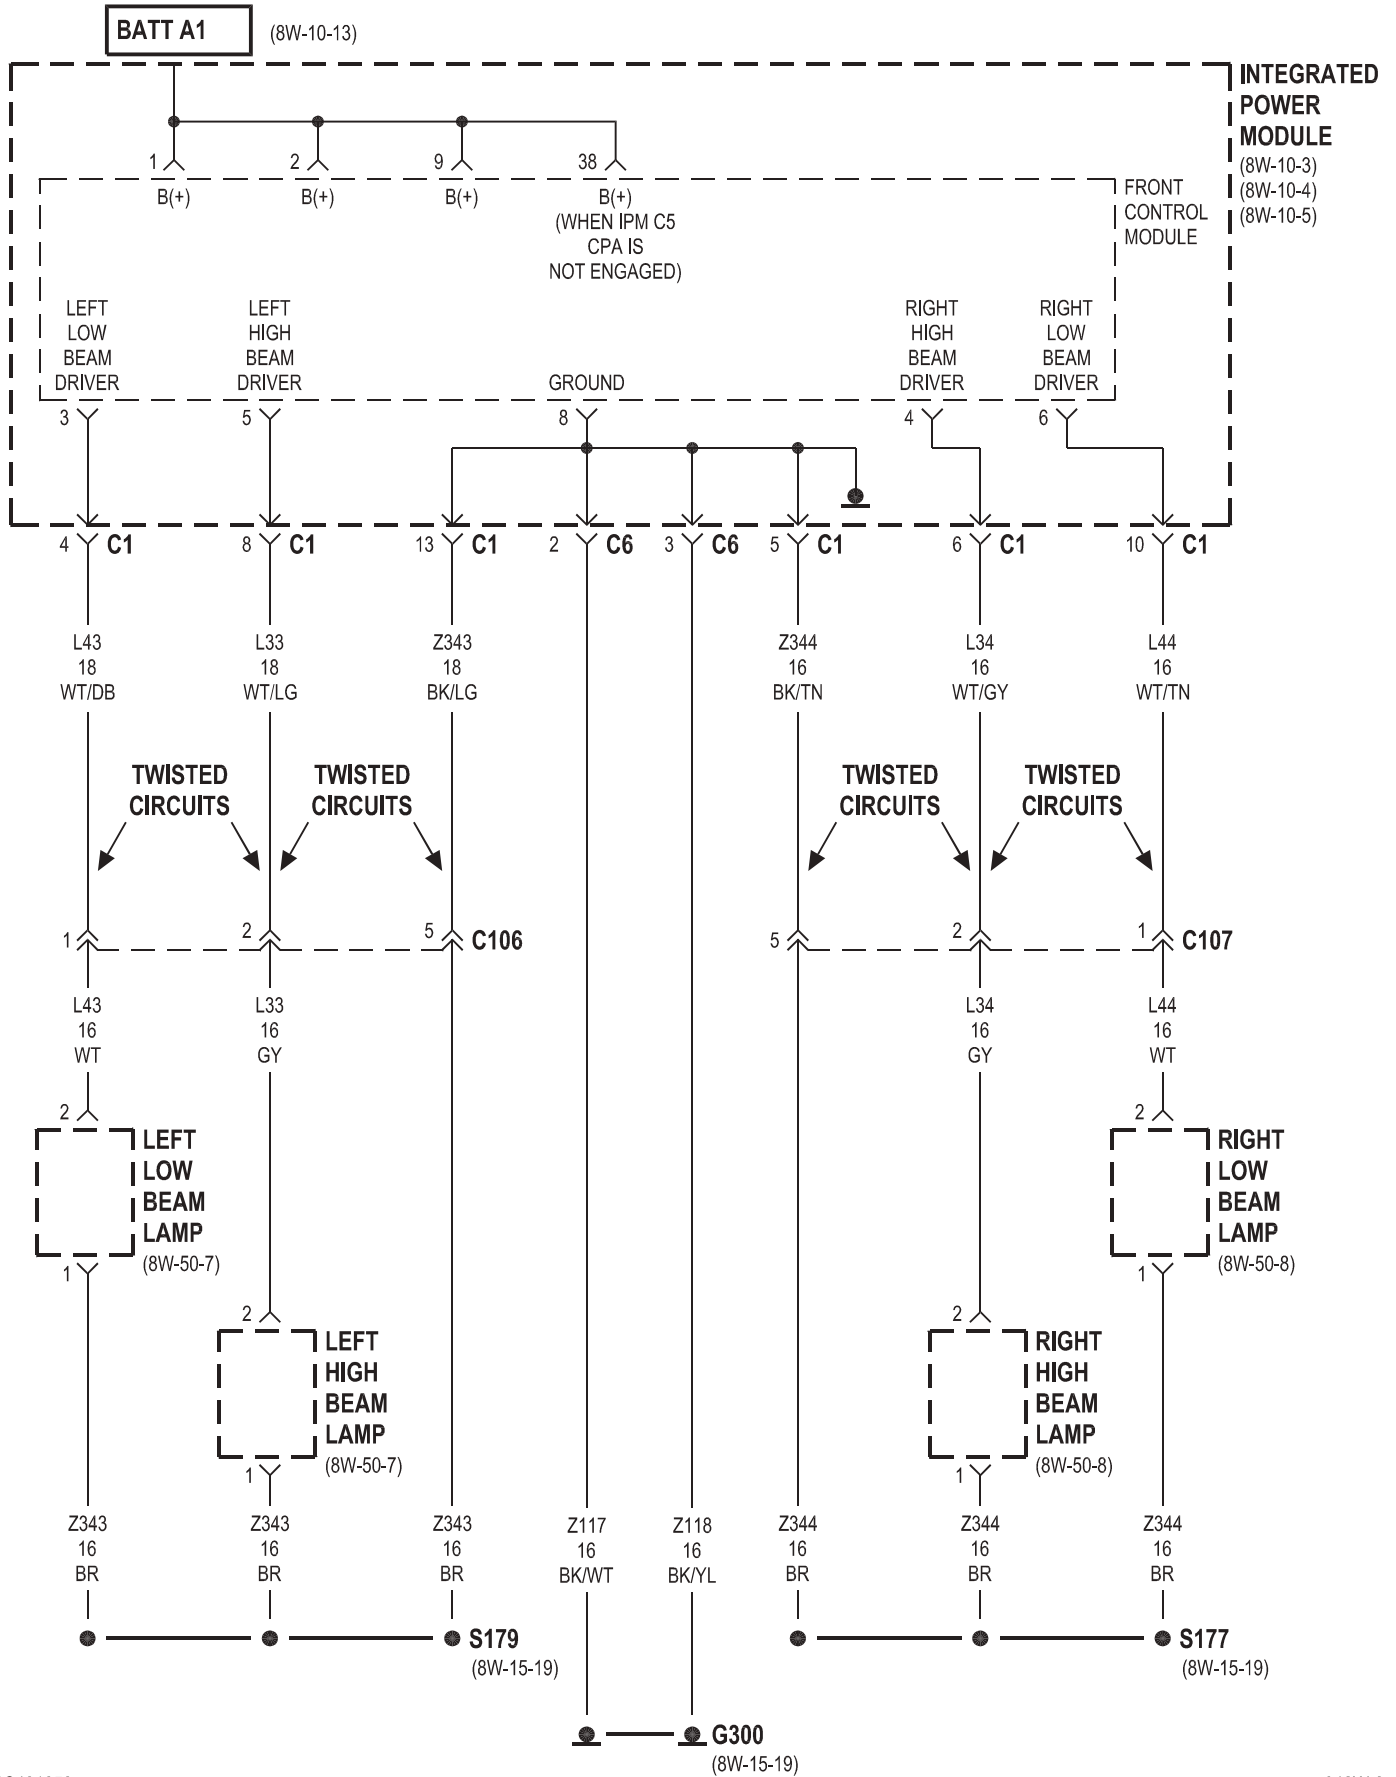 BATT A1 (8W-10-13)
INTEGRATED
POWER
MODULE
(8W-10-3)
(8W-10-4)
(8W-10-5)
1 2 9 38
B(+) B(+) B(+) B(+)
(WHEN IPM C5
CPA IS
NOT ENGAGED)
FRONT
CONTROL
MODULE
LEFT
LOW
BEAM
DRIVER
LEFT
HIGH
BEAM
DRIVER
GROUND
RIGHT
HIGH
BEAM
DRIVER
RIGHT
LOW
BEAM
DRIVER
3 5 8 4 6
4 C1 8 C1 13 C1 2 C6 3 C6 5 C1 6 C1 10 C1
L43 L33 Z343 Z344 L34 L44
18 18 18 16 16 16
WT/DB WT/LG BK/LG BK/TN WT/GY WT/TN
TWISTED
CIRCUITS
TWISTED
CIRCUITS
TWISTED
CIRCUITS
TWISTED
CIRCUITS
1 2 5 C106 5 2 1 C107
L43 L33 L34 L44
16 16 16 16
WT GY GY WT
2
LEFT
LOW
BEAM
LAMP
(8W-50-7)
1
2
RIGHT
LOW
BEAM
LAMP
(8W-50-8)
1
2
LEFT
HIGH
BEAM
LAMP
(8W-50-7)
1
2
RIGHT
HIGH
BEAM
LAMP
(8W-50-8)
1
Z343 Z343 Z343 Z117 Z118 Z344 Z344 Z344
16 16 16 16 16 16 16 16
BR BR BR BK/WT BK/YL BR BR BR
S179
(8W-15-19)
S177
(8W-15-19)
G300
(8W-15-19)